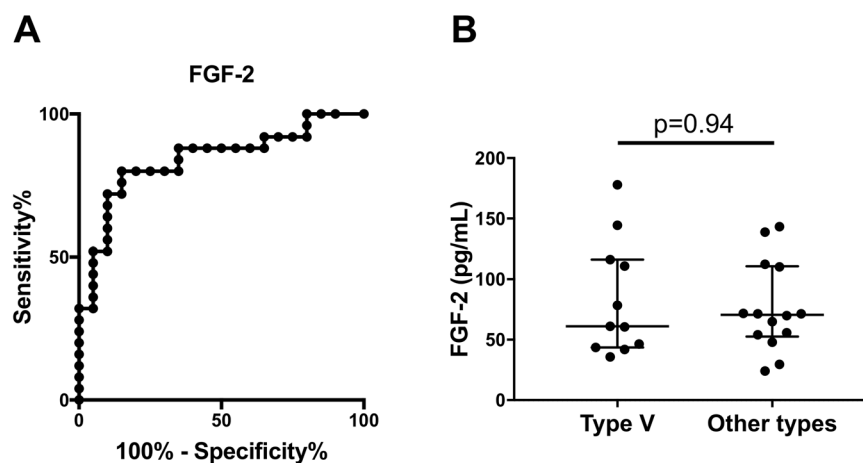 A
FGF-2
100
50
0
Sensitivity%
0
50
100
100% - Specificity%
B
p=0.94
200
150
100
50
0
FGF-2 (pg/mL)
Type V
Other types